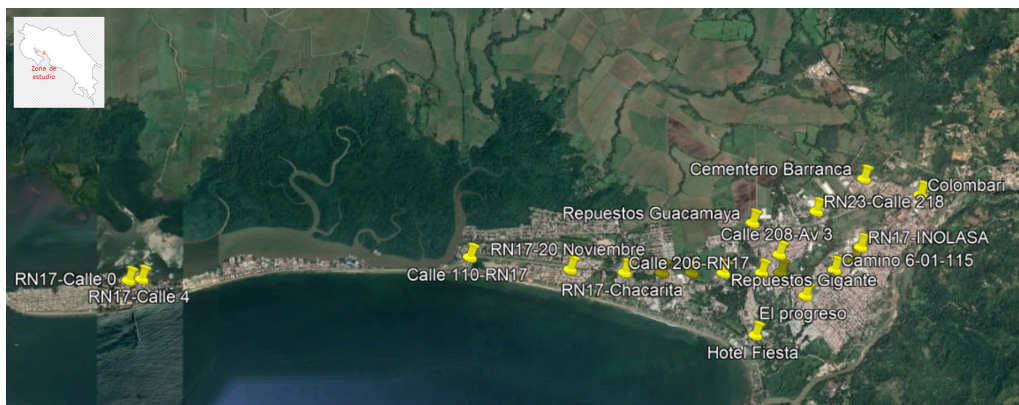 Zona de
estudio
Cementerio Barranca
Colombari
RN23-Calle 218
Repuestos Guacamaya
Calle 208-Av 3
RN17-INOLASA
RN17-20 Noviembre
Calle 206-RN17
Camino 6-01-115
Calle 110-RN17
RN17-Calle 0
RN17-Calle 4
RN17-Chacarita
Repuestos Gigante
El progreso
Hotel Fiesta